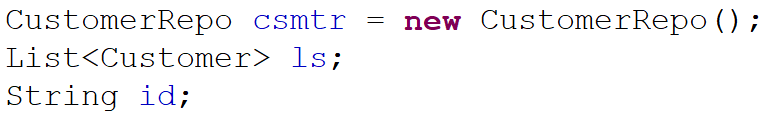 CustomerRepo csmtr = new CustomerRepo();
List<Customer> ls;
String id;